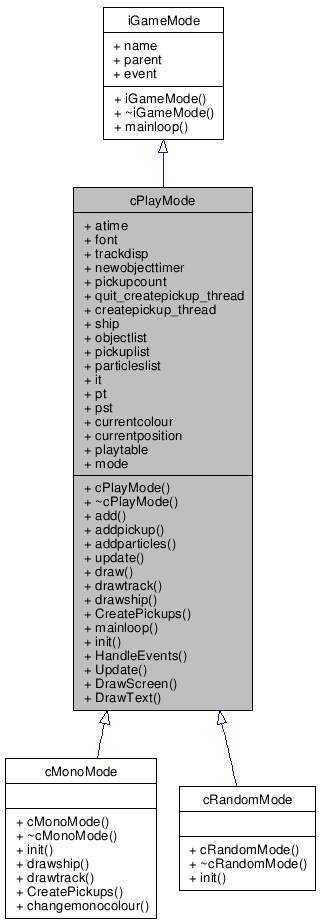 iGameMode
+ name
+ parent
+ event
+ iGameMode()
+ ~iGameMode()
+ mainloop()
cPlayMode
+ atime
+ font
+ trackdisp
+ newobjecttimer
+ pickupcount
+ quit_createpickup_thread
+ createpickup_thread
+ ship
+ objectlist
+ pickuplist
+ particleslist
+ it
+ pt
+ pst
+ currentcolour
+ currentposition
+ playtable
+ mode
+ cPlayMode()
+ ~cPlayMode()
+ add()
+ addpickup()
+ addparticles()
+ update()
+ draw()
+ drawtrack()
+ drawship()
+ CreatePickups()
+ mainloop()
+ init()
+ HandleEvents()
+ Update()
+ DrawScreen()
+ DrawText()
cMonoMode
+ cMonoMode()
+ ~cMonoMode()
+ init()
+ drawship()
+ drawtrack()
+ CreatePickups()
+ changemonocolour()
cRandomMode
+ cRandomMode()
+ ~cRandomMode()
+ init()